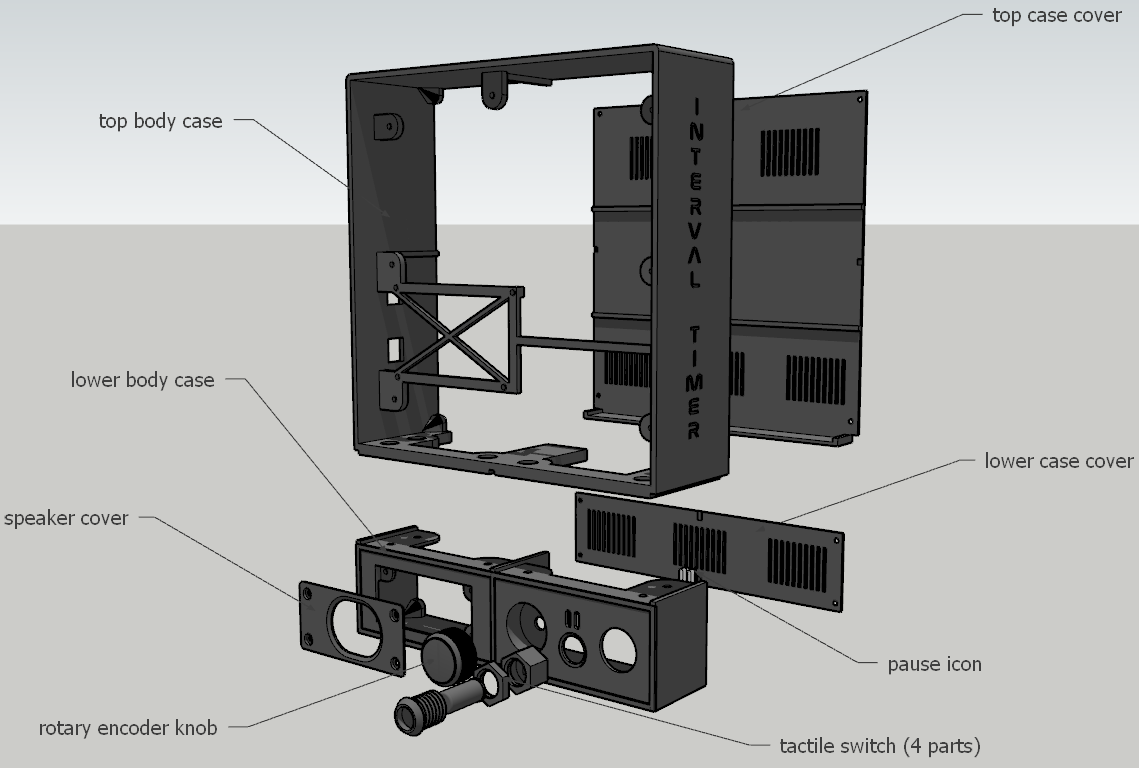 top case cover
top body case
INTERVAL TIMER
lower body case
lower case cover
speaker cover
pause icon
rotary encoder knob
tactile switch (4 parts)